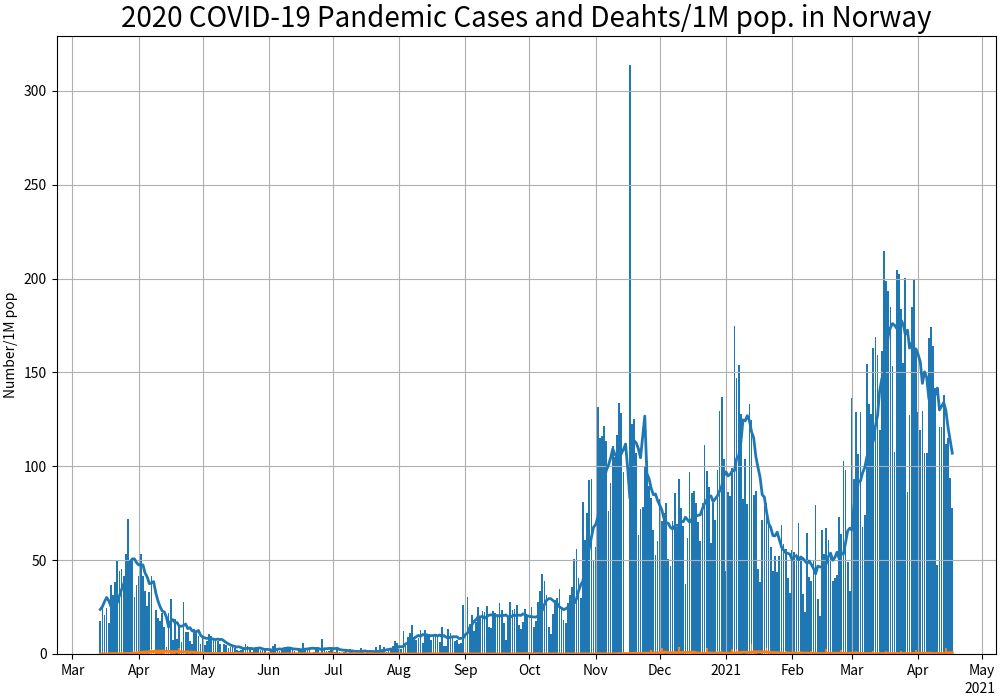 2020 COVID-19 Pandemic Cases and Deahts/1M pop. in Norway
Number/1M pop
300
250
200
150
100
50
0
Mar Apr May Jun Jul Aug Sep Oct Nov Dec 2021 Feb Mar Apr May
2021